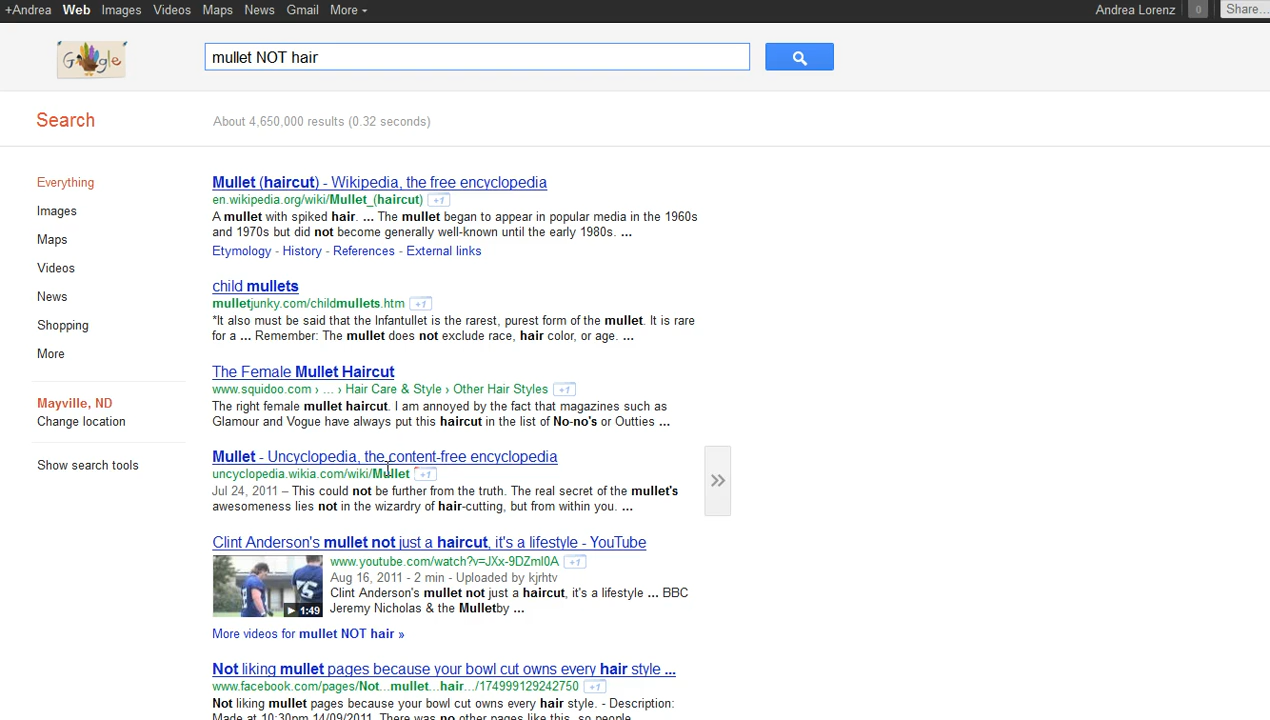 +Andrea Web Images Videos Maps News Gmail More Andrea Lorenz 0 Share...
Google
mullet NOT hair
Search About 4,650,000 results (0.32 seconds)
Everything
Images
Maps
Videos
News
Shopping
More
Mayville, ND
Change location
Show search tools
Mullet (haircut) - Wikipedia, the free encyclopedia
en.wikipedia.org/wiki/Mullet_(haircut) +1
A mullet with spiked hair. ... The mullet began to appear in popular media in the 1960s
and 1970s but did not become generally well-known until the early 1980s. ...
Etymology - History - References - External links
child mullets
mulletjunky.com/childmullets.htm +1
*It also must be said that the Infantullet is the rarest, purest form of the mullet. It is rare
for a ... Remember: The mullet does not exclude race, hair color, or age. ...
The Female Mullet Haircut
www.squidoo.com › ... › Hair Care & Style › Other Hair Styles +1
The right female mullet haircut. I am annoyed by the fact that magazines such as
Glamour and Vogue have always put this haircut in the list of No-no's or Outties ...
Mullet - Uncyclopedia, the content-free encyclopedia
uncyclopedia.wikia.com/wiki/Mullet +1
Jul 24, 2011 – This could not be further from the truth. The real secret of the mullet's
awesomeness lies not in the wizardry of hair-cutting, but from within you. ...
Clint Anderson's mullet not just a haircut, it's a lifestyle - YouTube
www.youtube.com/watch?v=JXx-9DZml0A +1
Aug 16, 2011 - 2 min - Uploaded by kjrhtv
Clint Anderson's mullet not just a haircut, it's a lifestyle ... BBC
Jeremy Nicholas & the Mulletby ...
75
1:49
More videos for mullet NOT hair »
Not liking mullet pages because your bowl cut owns every hair style ...
www.facebook.com/pages/Not...mullet...hair.../174999129242750 +1
Not liking mullet pages because your bowl cut owns every hair style. - Description:
Made at 10:30pm 14/09/2011. There was no other pages like this, so people